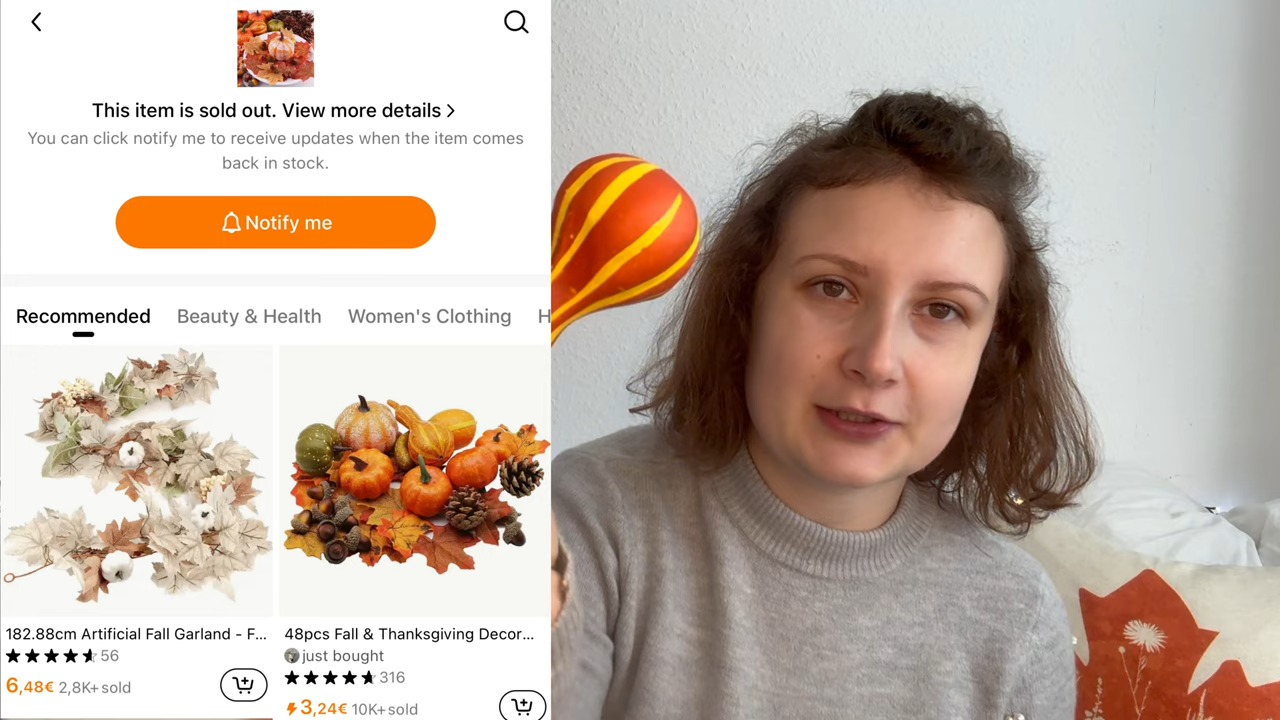 This item is sold out. View more details >
You can click notify me to receive updates when the item comes
back in stock.
Notify me
Recommended Beauty & Health Women's Clothing H
182.88cm Artificial Fall Garland - F...
56
6,48€ 2,8K+sold
48pcs Fall & Thanksgiving Decor...
just bought
316
3,24€ 10K+sold